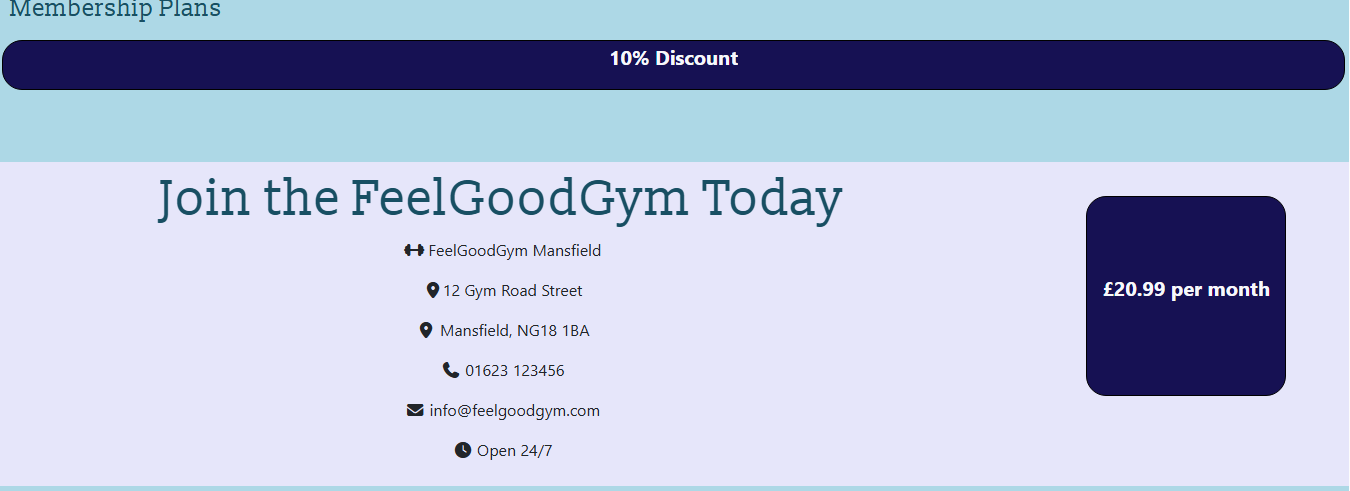 Membership Plans
10% Discount
Join the FeelGoodGym Today
FeelGoodGym Mansfield
12 Gym Road Street
Mansfield, NG18 1BA
01623 123456
info@feelgoodgym.com
Open 24/7
£20.99 per month